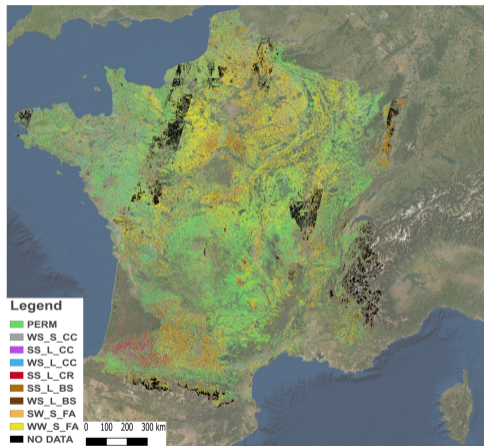 Legend
PERM
WS_S_CC
SS_L_CC
WS_L_CC
SS_L_CR
SS_L_BS
WS_L_BS
SW_S_FA
WW_S_FA
NO DATA
0 100 200 300 km